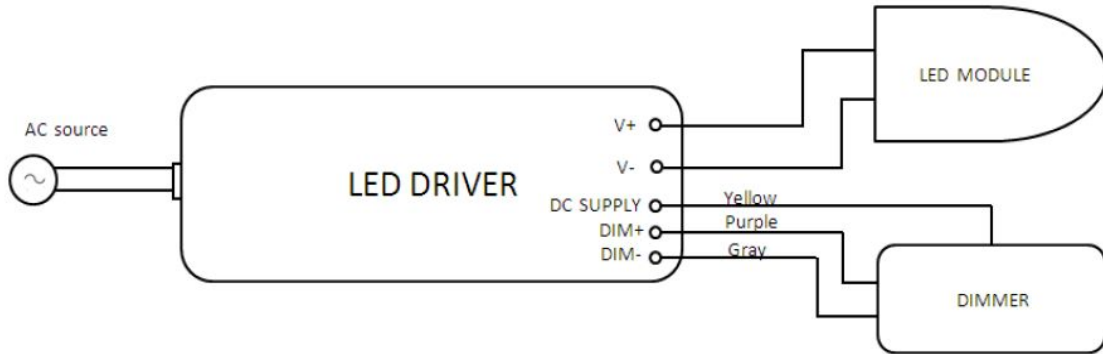 AC source
LED DRIVER
V+
V-
DC SUPPLY
DIM+
DIM-
Yellow
Purple
Gray
LED MODULE
DIMMER